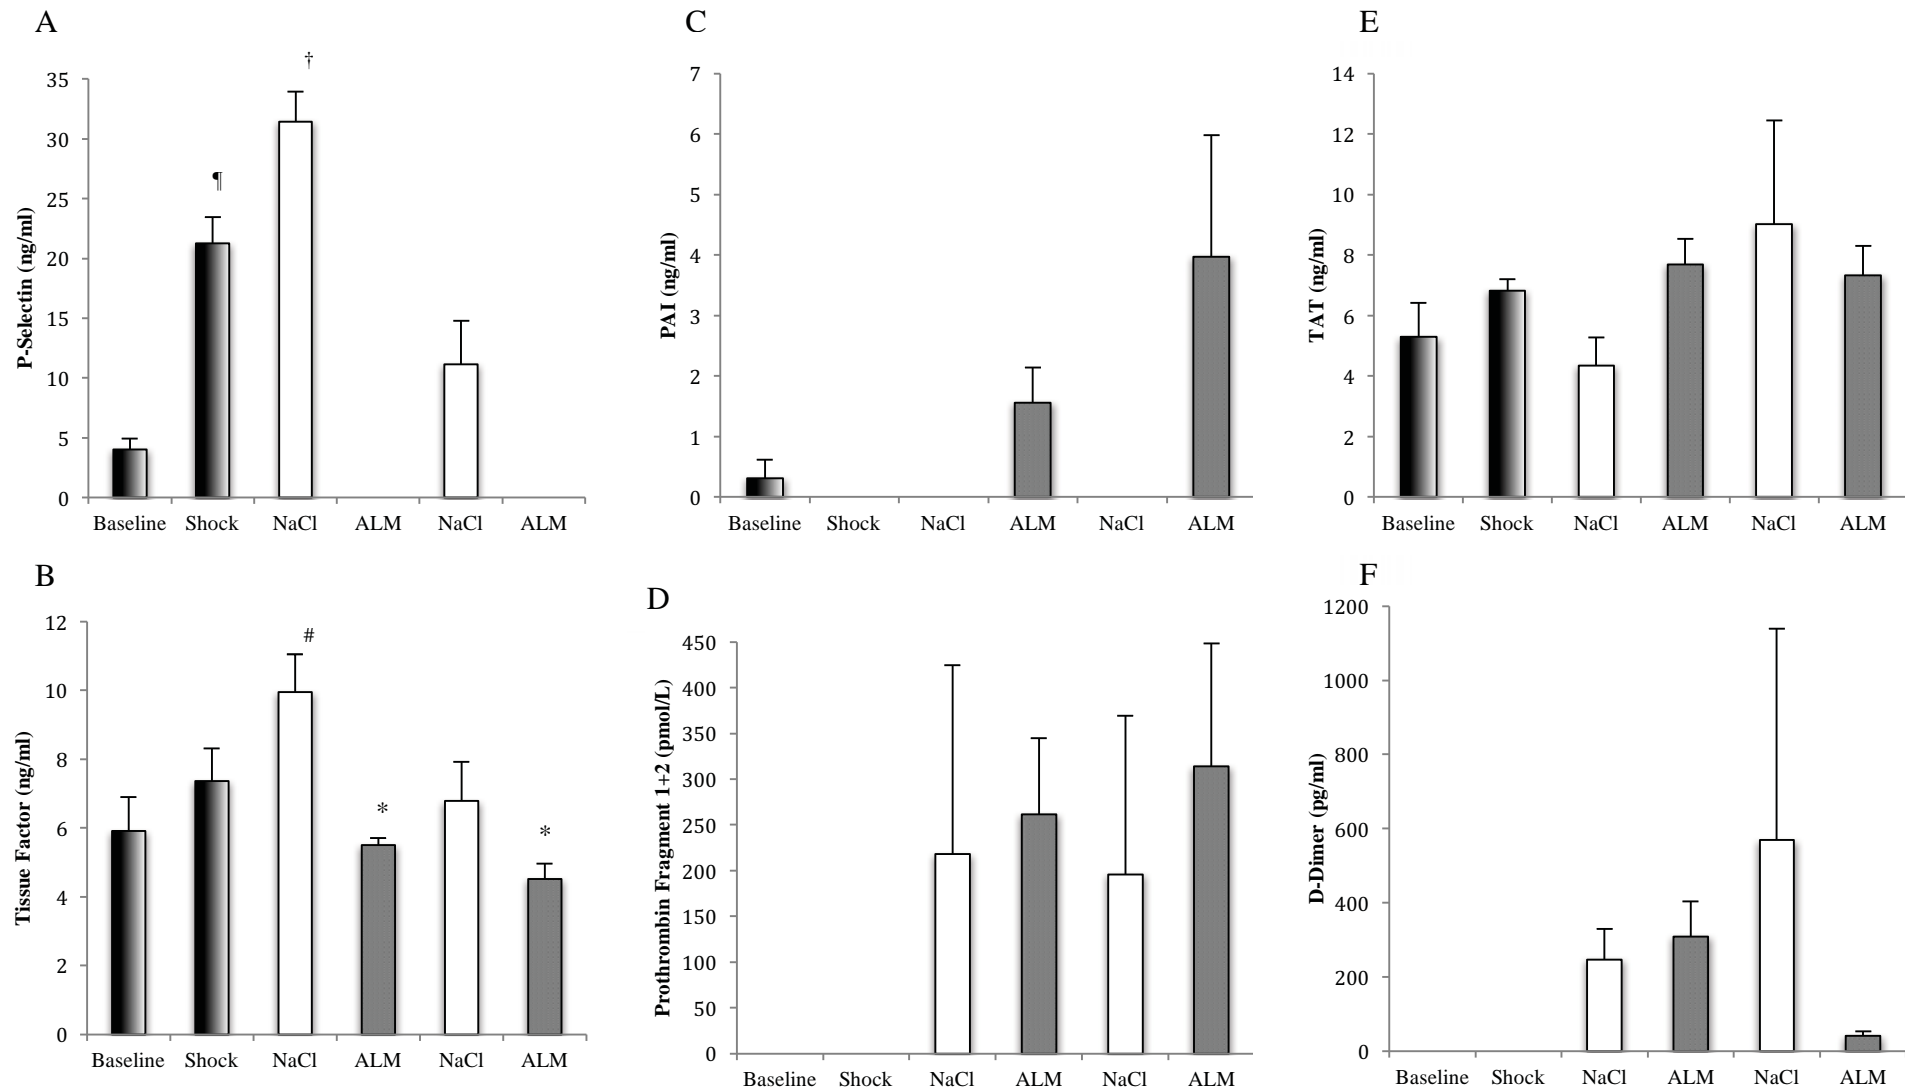 A
P-Selectin (ng/ml)
35
30
25
20
15
10
5
0
¶
†
Baseline Shock NaCl ALM NaCl ALM
B
Tissue Factor (ng/ml)
12
10
8
6
4
2
0
#
*
*
Baseline Shock NaCl ALM NaCl ALM
C
PAI (ng/ml)
7
6
5
4
3
2
1
0
Baseline Shock NaCl ALM NaCl ALM
D
Prothrombin Fragment 1+2 (pmol/L)
450
400
350
300
250
200
150
100
50
0
Baseline Shock NaCl ALM NaCl ALM
E
TAT (ng/ml)
14
12
10
8
6
4
2
0
Baseline Shock NaCl ALM NaCl ALM
F
D-Dimer (pg/ml)
1200
1000
800
600
400
200
0
Baseline Shock NaCl ALM NaCl ALM